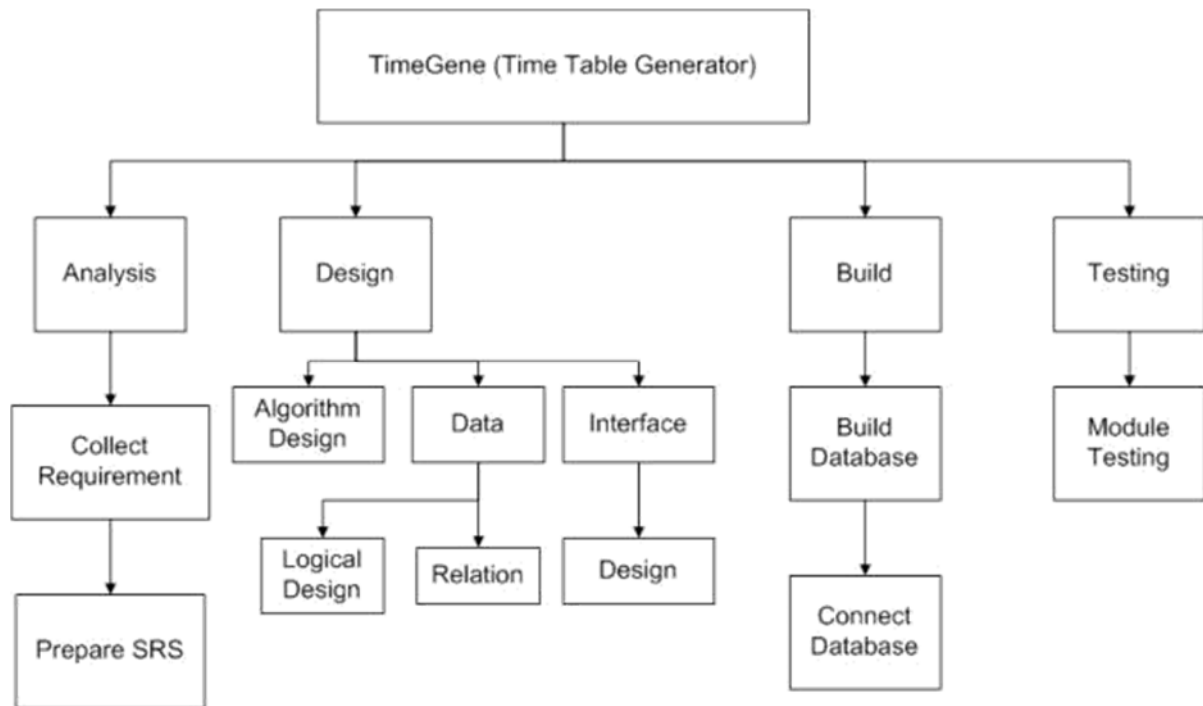 TimeGene (Time Table Generator)
Analysis
Design
Build
Testing
Algorithm
Design
Data
Interface
Build
Database
Module
Testing
Collect
Requirement
Logical
Design
Relation
Design
Connect
Database
Prepare SRS